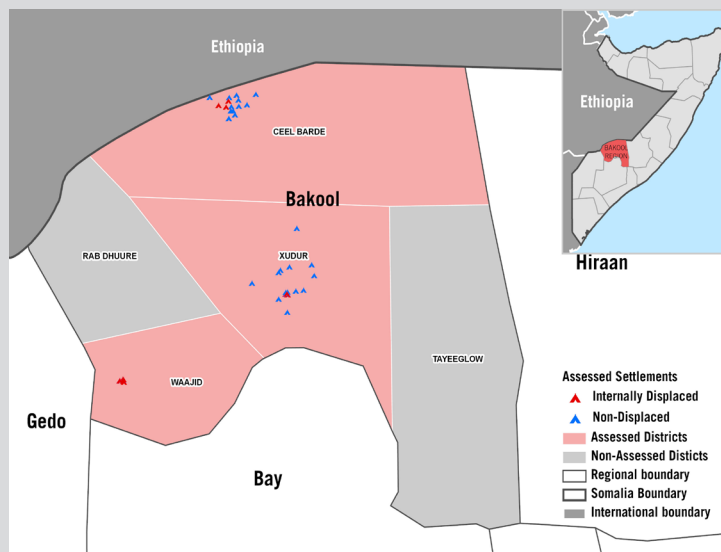 Ethiopia
Ethiopia
CEEL BARDE
BAKOOL
REGION
Bakool
RAB DHUURE
XUDUR
Hiraan
TAYEEGLOW
WAAJID
Gedo
Bay
Assessed Settlements
Internally Displaced
Non-Displaced
Assessed Districts
Non-Assessed Disticts
Regional boundary
Somalia Boundary
International boundary